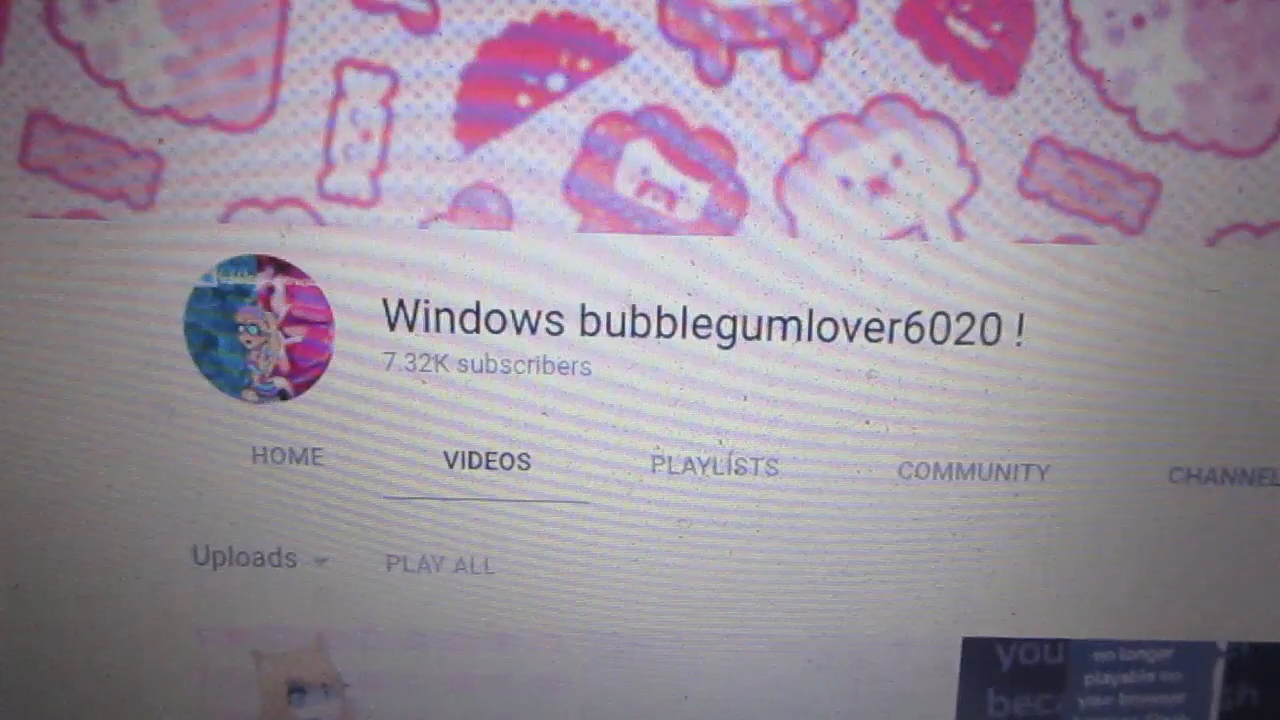 Windows bubblegumlover6020 !
7.32K subscribers
HOME VIDEOS PLAYLISTS COMMUNITY CHANNEL
Uploads PLAY ALL
you
no longer
playable on
your browser